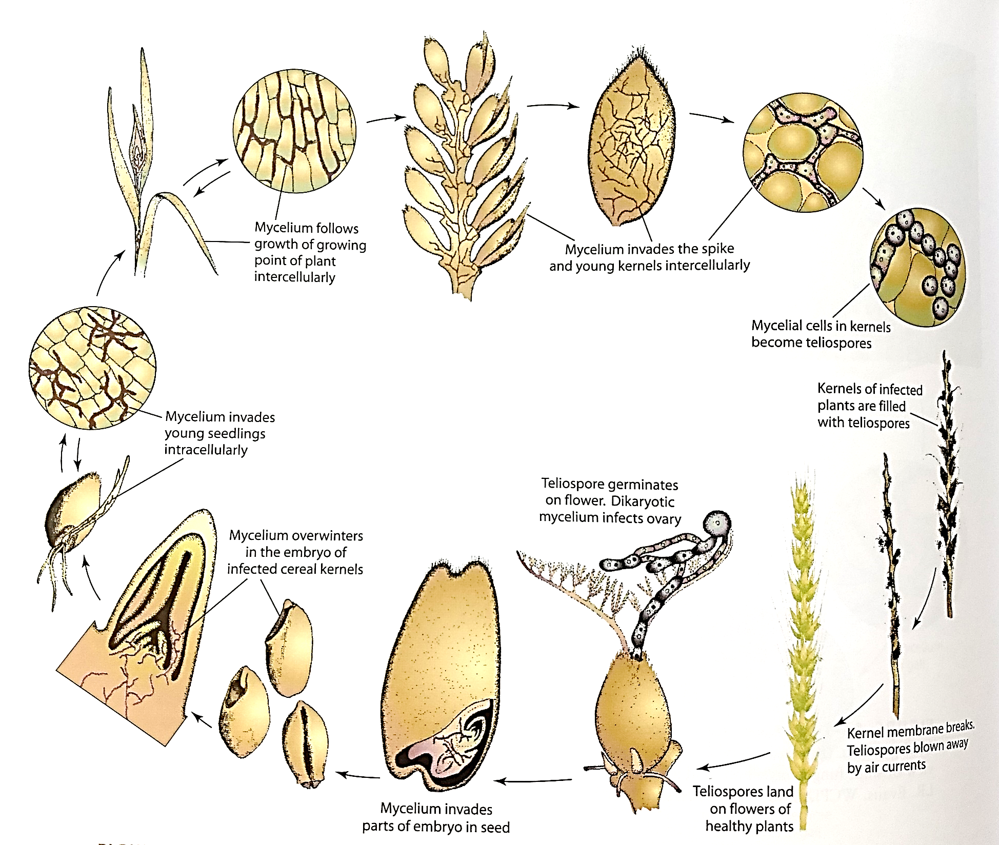 Mycelium follows
growth of growing
point of plant
intercellularly
Mycelium invades the spike
and young kernels intercellularly
Mycelial cells in kernels
become teliospores
Kernels of infected
plants are filled
with teliospores
Mycelium invades
young seedlings
intracellularly
Teliospore germinates
on flower. Dikaryotic
mycelium infects ovary
Mycelium overwinters
in the embryo of
infected cereal kernels
Kernel membrane breaks.
Teliospores blown away
by air currents
Teliospores land
on flowers of
healthy plants
Mycelium invades
parts of embryo in seed